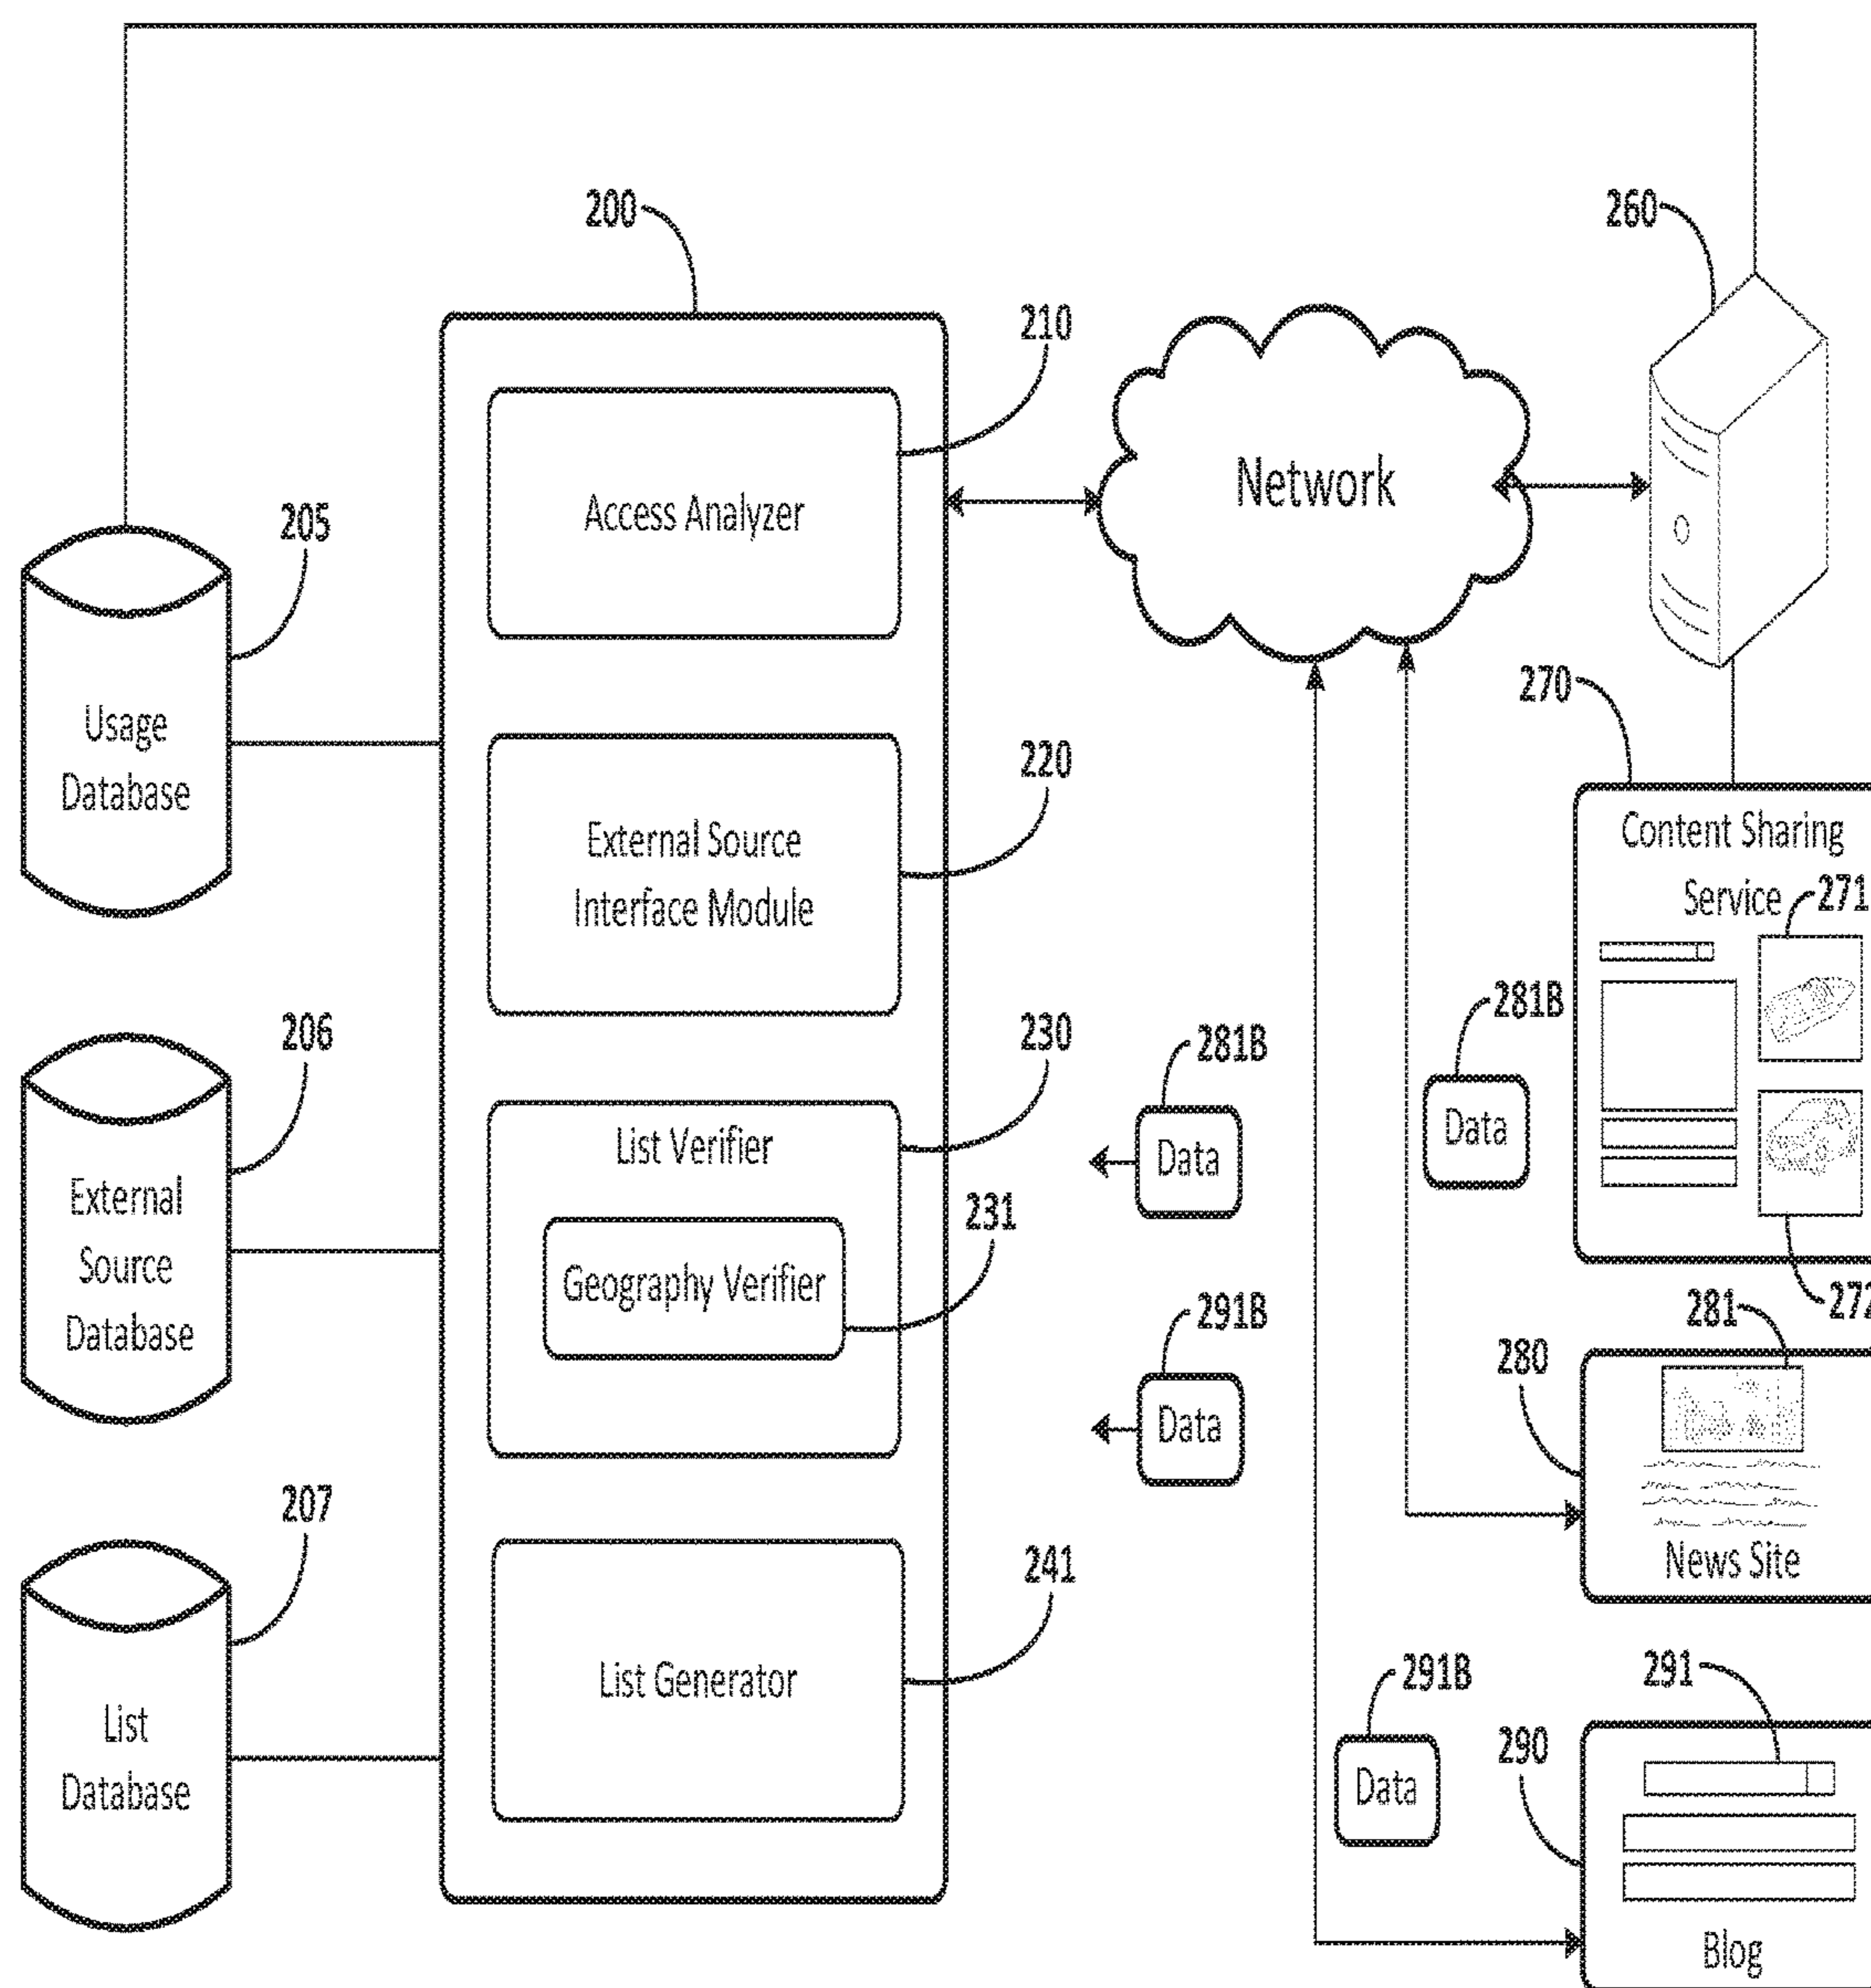 200
260
210
Access Analyzer
Network
205
Usage
Database
270
220
External Source
Interface Module
Content Sharing
Service
271
281B
Data
206
External
Source
Database
230
List Verifier
281B
Data
231
Geography Verifier
272
291B
Data
281
280
News Site
207
List
Database
241
List Generator
291B
Data
291
290
Blog